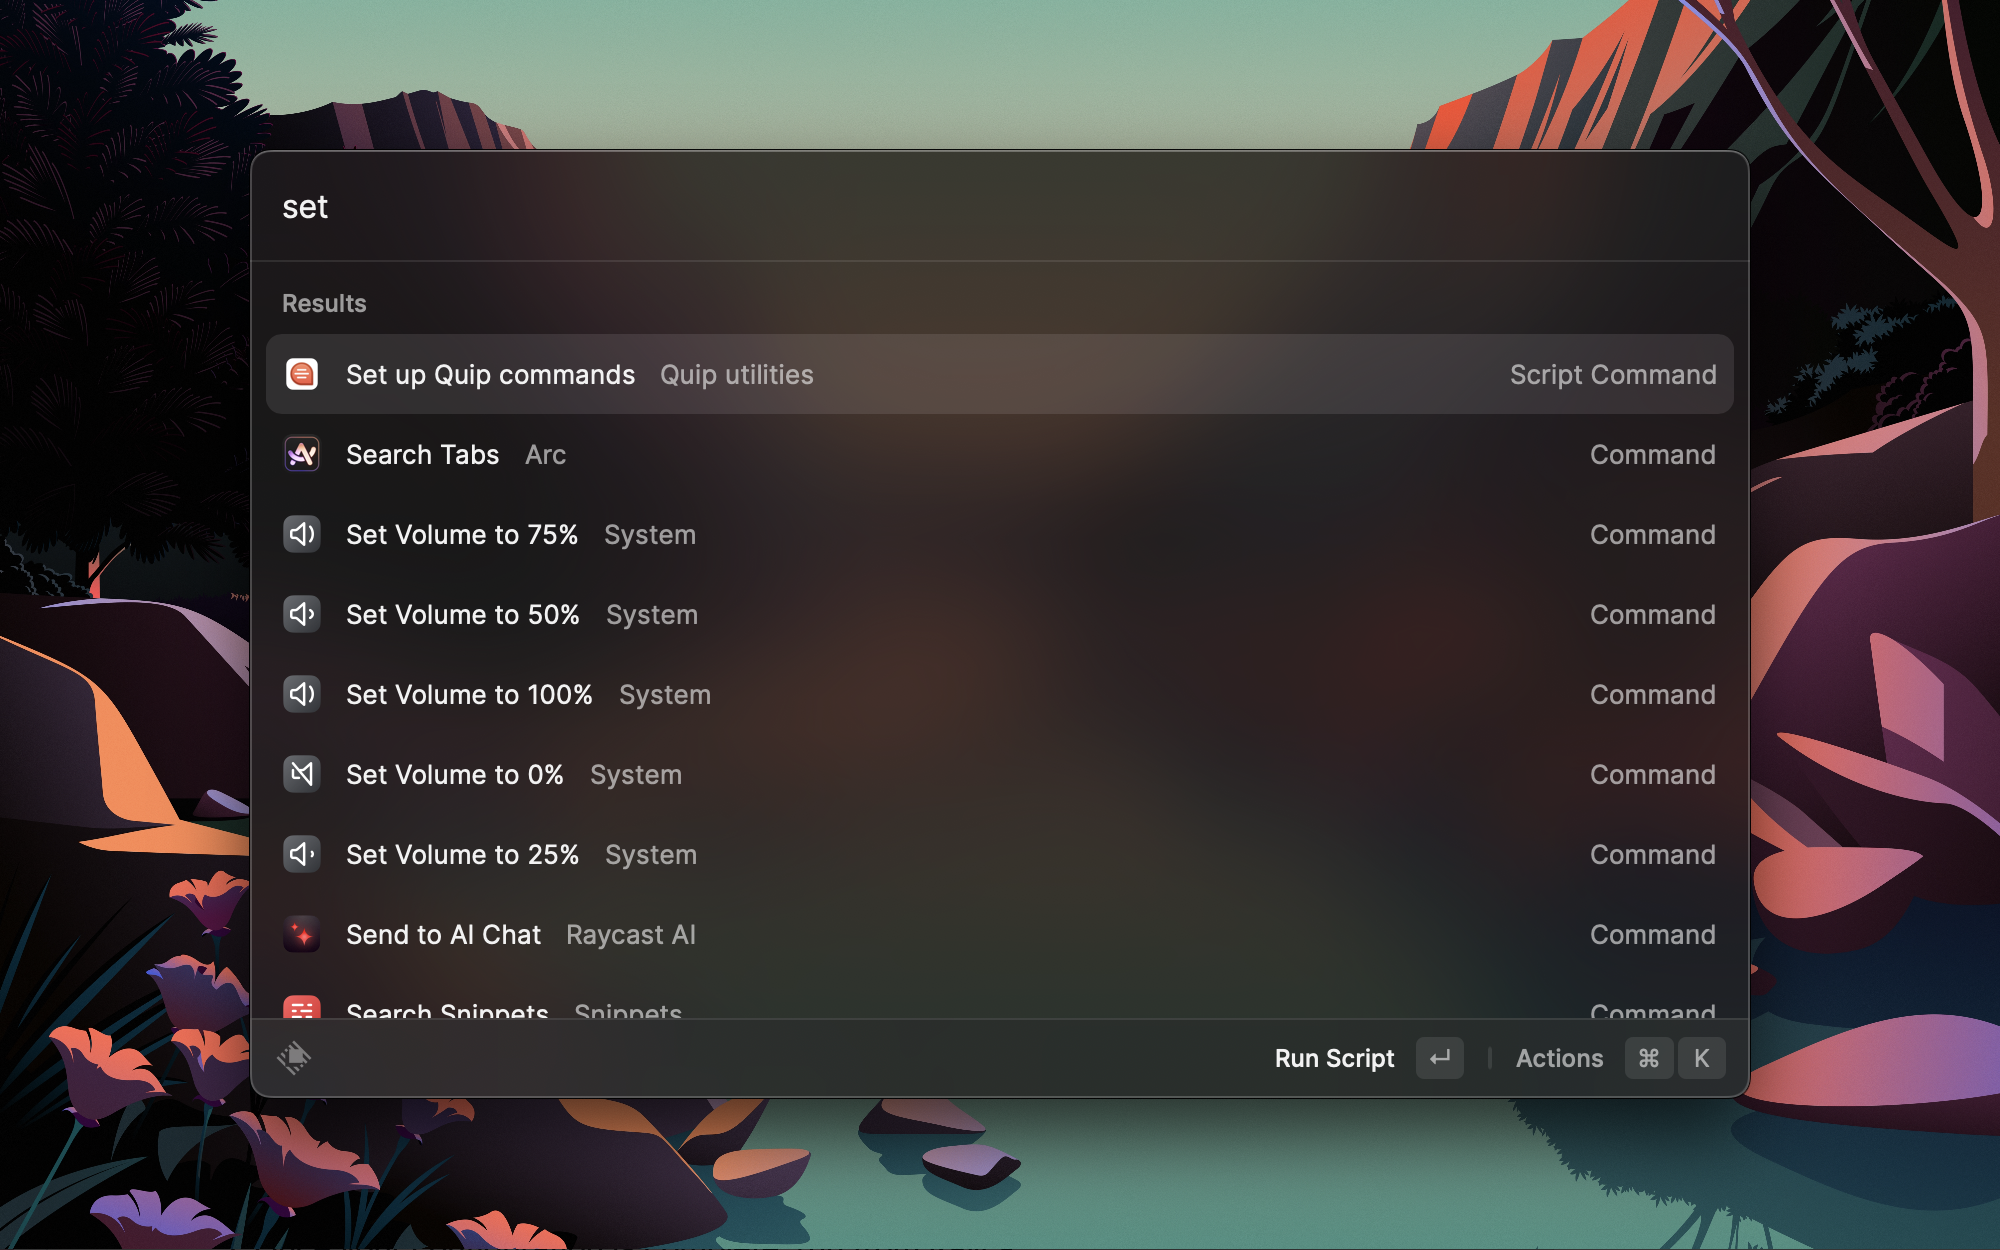 set
Results
Set up Quip commands Quip utilities Script Command
Search Tabs Arc Command
Set Volume to 75% System Command
Set Volume to 50% System Command
Set Volume to 100% System Command
Set Volume to 0% System Command
Set Volume to 25% System Command
Send to AI Chat Raycast AI Command
Search Snippets Snippets Command
Run Script ↵ Actions ⌘ K